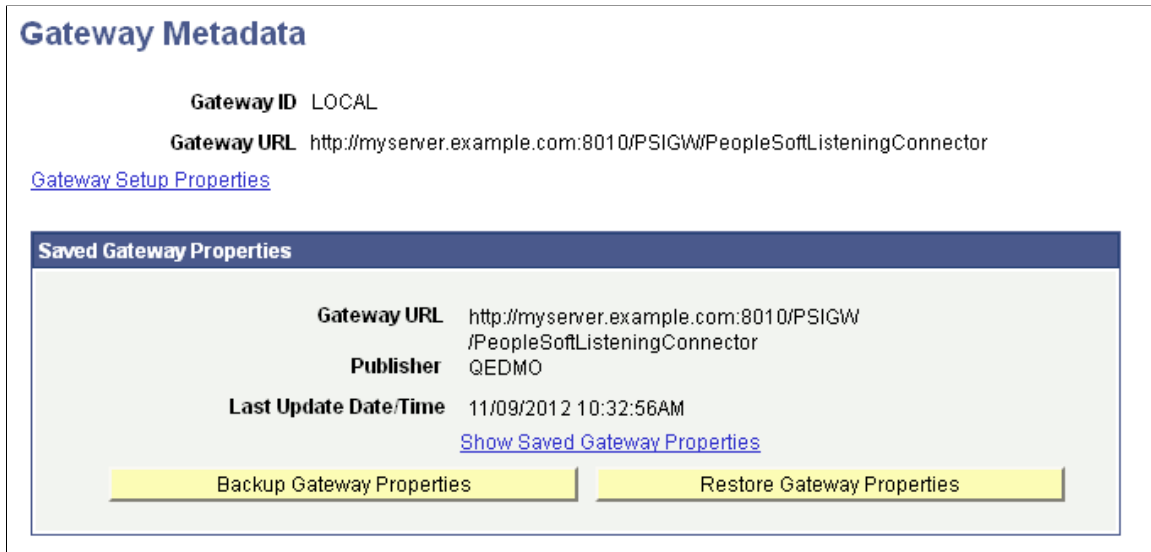 Gateway Metadata
Gateway ID LOCAL
Gateway URL http://myserver.example.com:8010/PSIGW/PeopleSoftListeningConnector
Gateway Setup Properties
Saved Gateway Properties
Gateway URL http://myserver.example.com:8010/PSIGW
/PeopleSoftListeningConnector
Publisher QEDMO
Last Update Date/Time 11/09/2012 10:32:56AM
Show Saved Gateway Properties
Backup Gateway Properties Restore Gateway Properties